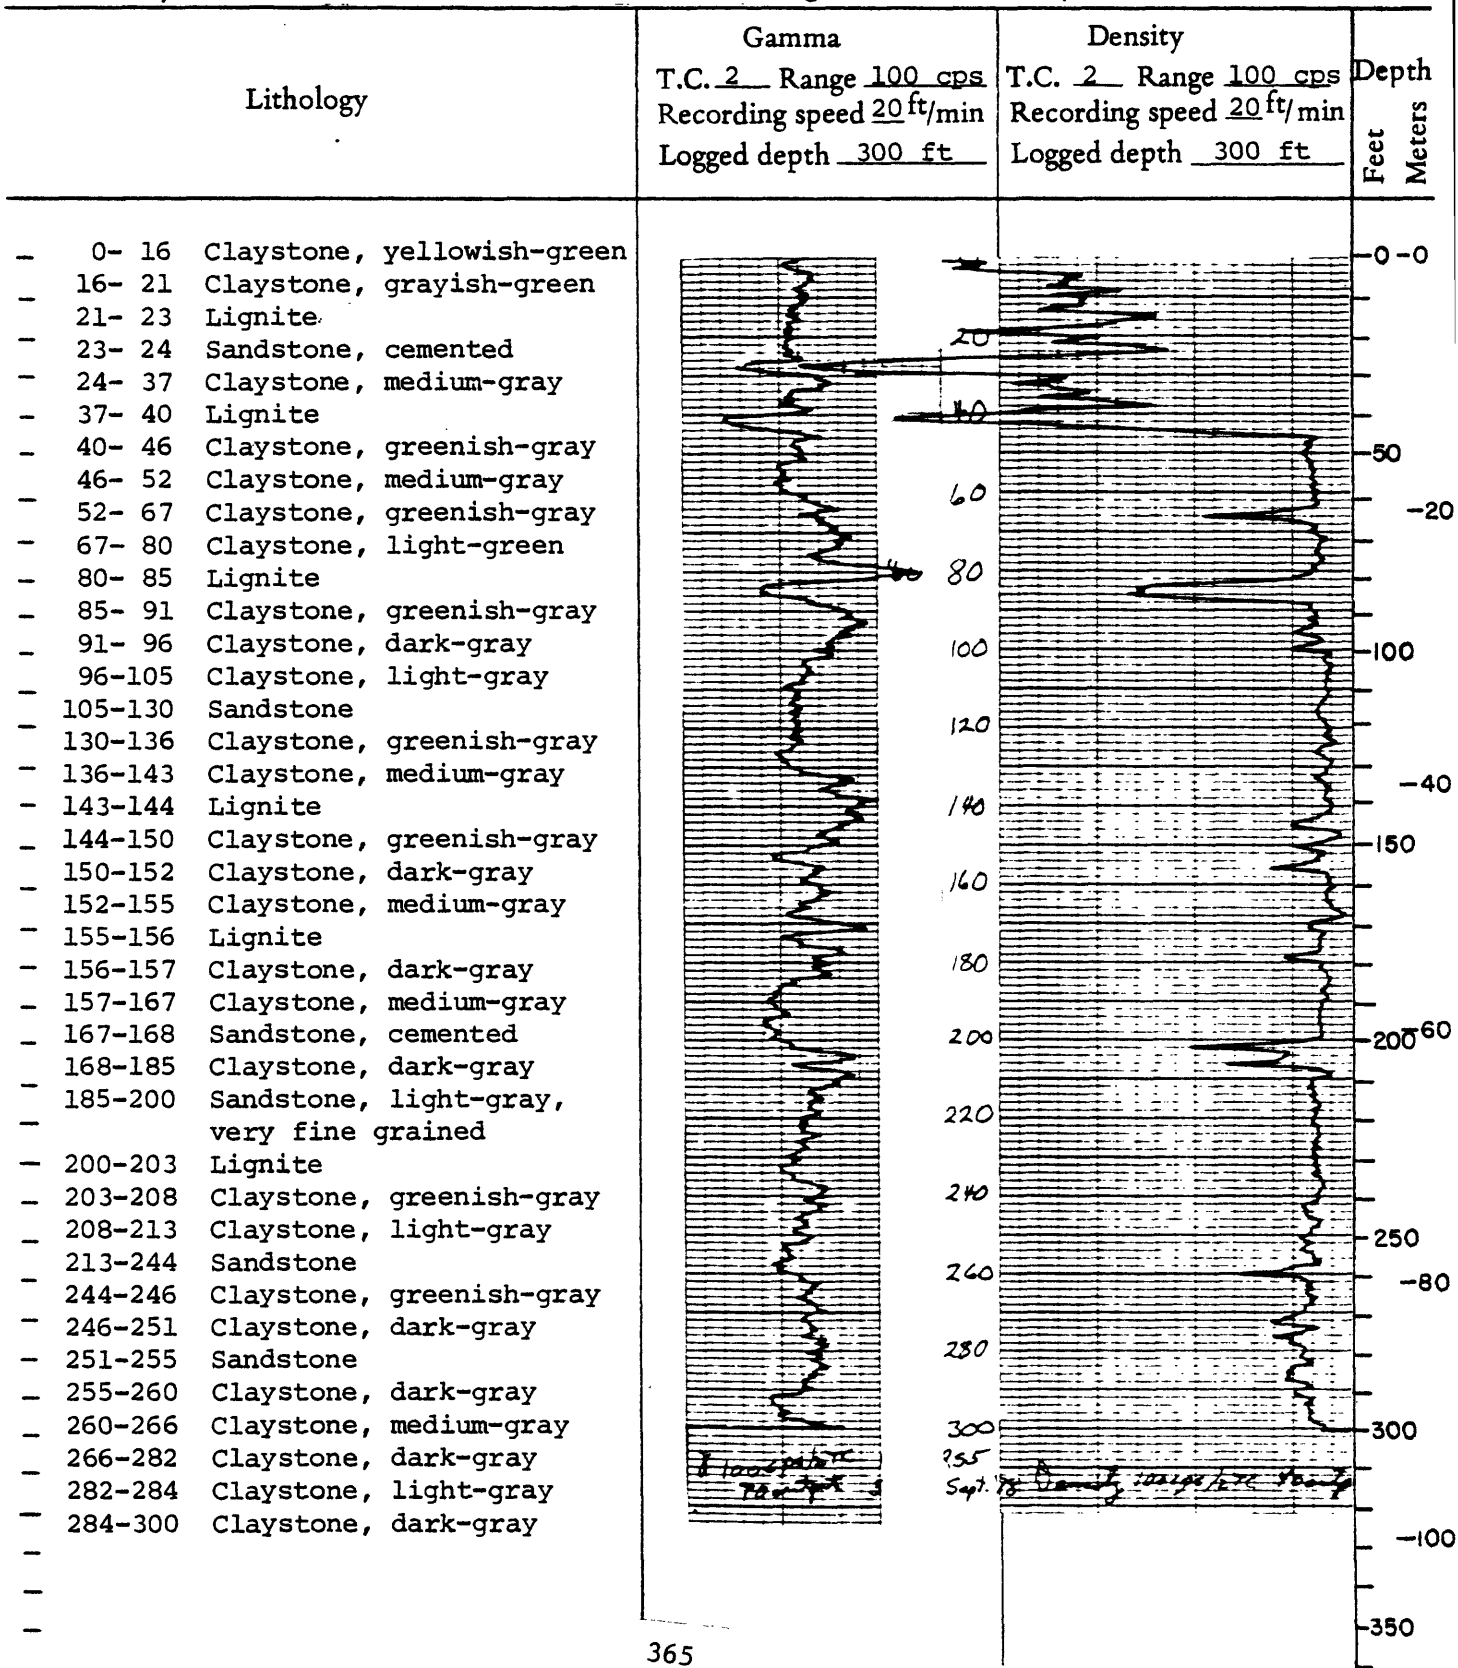 Lithology
Gamma
T.C. 2 Range 100 cps
Recording speed 20 ft/min
Logged depth 300 ft
Density
T.C. 2 Range 100 cps
Recording speed 20 ft/min
Logged depth 300 ft
Depth
Feet
Meters
0- 16 Claystone, yellowish-green
16- 21 Claystone, grayish-green
21- 23 Lignite
23- 24 Sandstone, cemented
24- 37 Claystone, medium-gray
37- 40 Lignite
40- 46 Claystone, greenish-gray
46- 52 Claystone, medium-gray
52- 67 Claystone, greenish-gray
67- 80 Claystone, light-green
80- 85 Lignite
85- 91 Claystone, greenish-gray
91- 96 Claystone, dark-gray
96-105 Claystone, light-gray
105-130 Sandstone
130-136 Claystone, greenish-gray
136-143 Claystone, medium-gray
143-144 Lignite
144-150 Claystone, greenish-gray
150-152 Claystone, dark-gray
152-155 Claystone, medium-gray
155-156 Lignite
156-157 Claystone, dark-gray
157-167 Claystone, medium-gray
167-168 Sandstone, cemented
168-185 Claystone, dark-gray
185-200 Sandstone, light-gray,
very fine grained
200-203 Lignite
203-208 Claystone, greenish-gray
208-213 Claystone, light-gray
213-244 Sandstone
244-246 Claystone, greenish-gray
246-251 Claystone, dark-gray
251-255 Sandstone
255-260 Claystone, dark-gray
260-266 Claystone, medium-gray
266-282 Claystone, dark-gray
282-284 Claystone, light-gray
284-300 Claystone, dark-gray
20
40
60
80
100
120
140
160
180
200
220
240
260
280
300
Sept. 78 Density
0 -0
50
-20
100
-40
150
200 -60
250
-80
300
-100
350
365